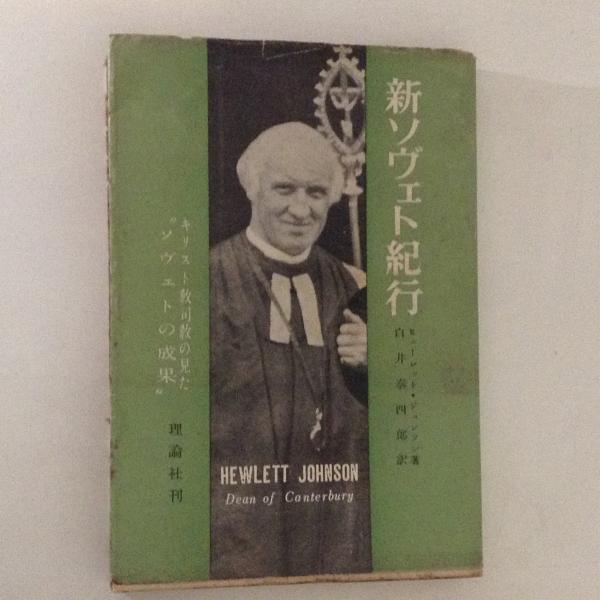 新ソヴェト紀行
ヒューレット・ジョンソン著
白井泰四郎訳
キリスト教司教の見た
“ソヴェトの成果”
理論社刊
HEWLETT JOHNSON
Dean of Canterbury